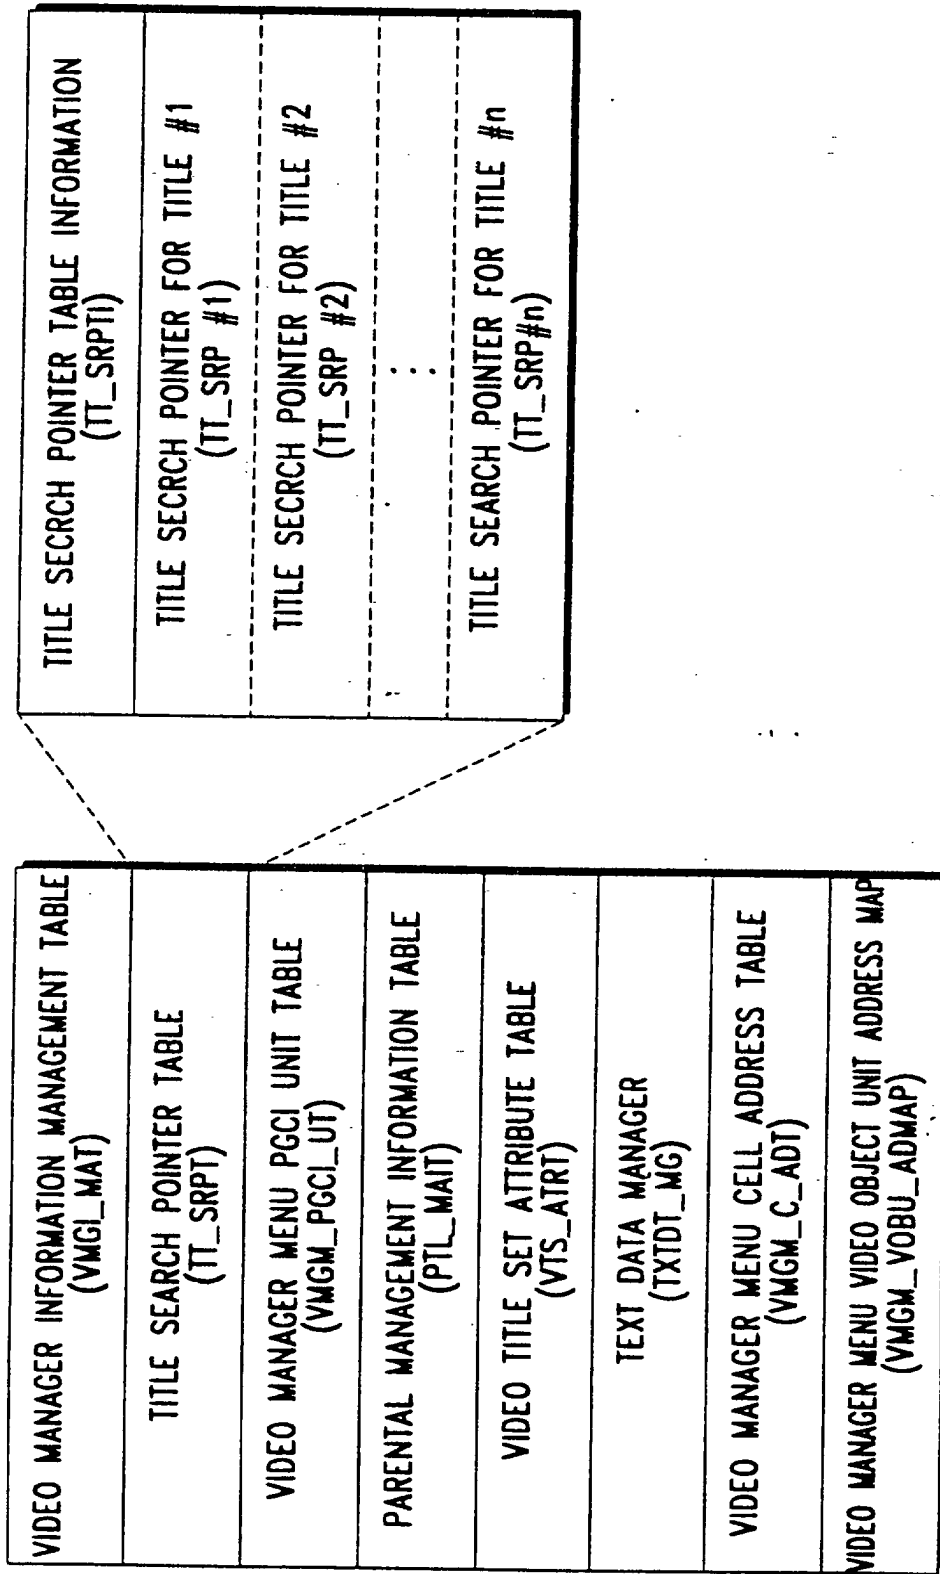 VIDEO MANAGER INFORMATION MANAGEMENT TABLE
(VMGI_MAT)
TITLE SEARCH POINTER TABLE
(TT_SRPT)
VIDEO MANAGER MENU PGCI UNIT TABLE
(VMGM_PGCI_UT)
PARENTAL MANAGEMENT INFORMATION TABLE
(PTL_MAIT)
VIDEO TITLE SET ATTRIBUTE TABLE
(VTS_ATRT)
TEXT DATA MANAGER
(TXTDT_MG)
VIDEO MANAGER MENU CELL ADDRESS TABLE
(VMGM_C_ADT)
VIDEO MANAGER MENU VIDEO OBJECT UNIT ADDRESS MAP
(VMGM_VOBU_ADMAP)
TITLE SECRCH POINTER TABLE INFORMATION
(TT_SRPTI)
TITLE SECRCH POINTER FOR TITLE #1
(TT_SRP #1)
TITLE SECRCH POINTER FOR TITLE #2
(TT_SRP #2)
...
TITLE SEARCH POINTER FOR TITLE #n
(TT_SRP#n)